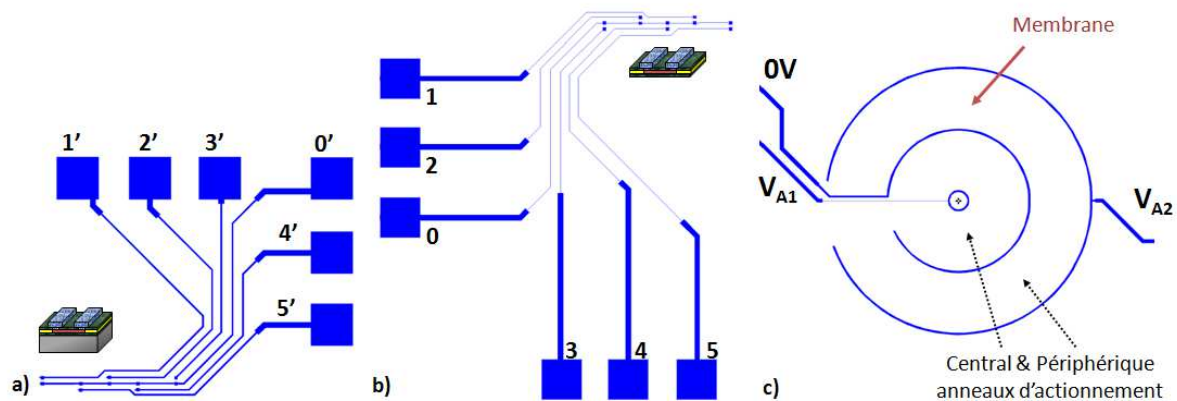 1’
2’
3’
0’
4’
5’
a)
1
2
0
3
4
5
b)
Membrane
0V
VA1
VA2
Central & Périphérique
anneaux d’actionnement
c)